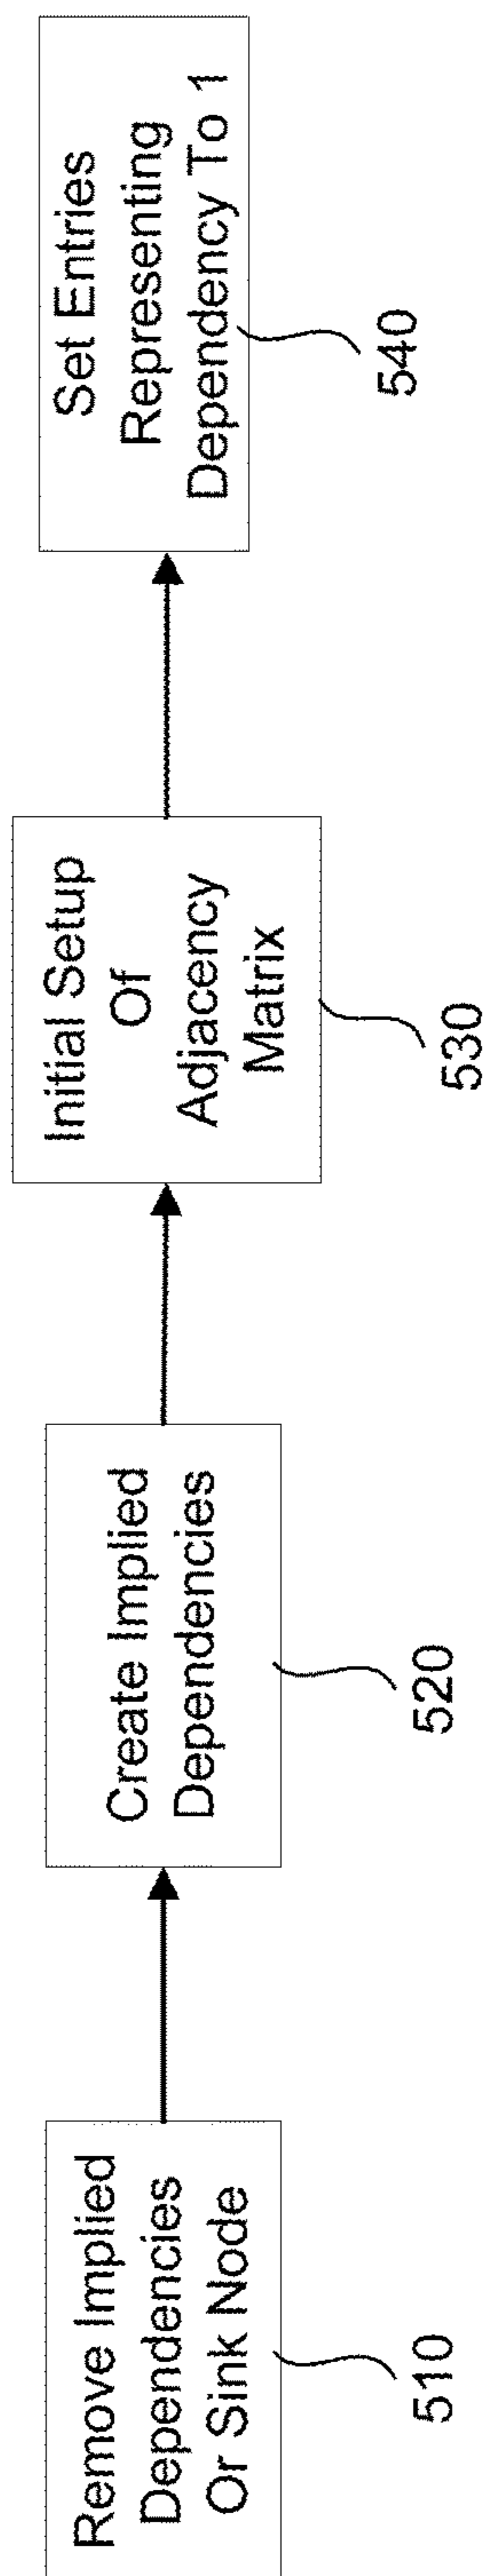 Remove Implied
Dependencies
Or Sink Node
510
Create Implied
Dependencies
520
Initial Setup
Of
Adjacency
Matrix
530
Set Entries
Representing
Dependency To 1
540